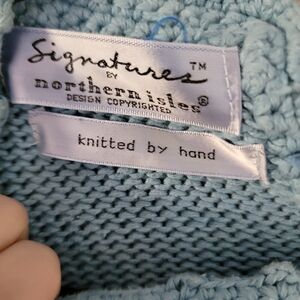 Signatures™
BY
northern isles®
DESIGN COPYRIGHTED
knitted by hand